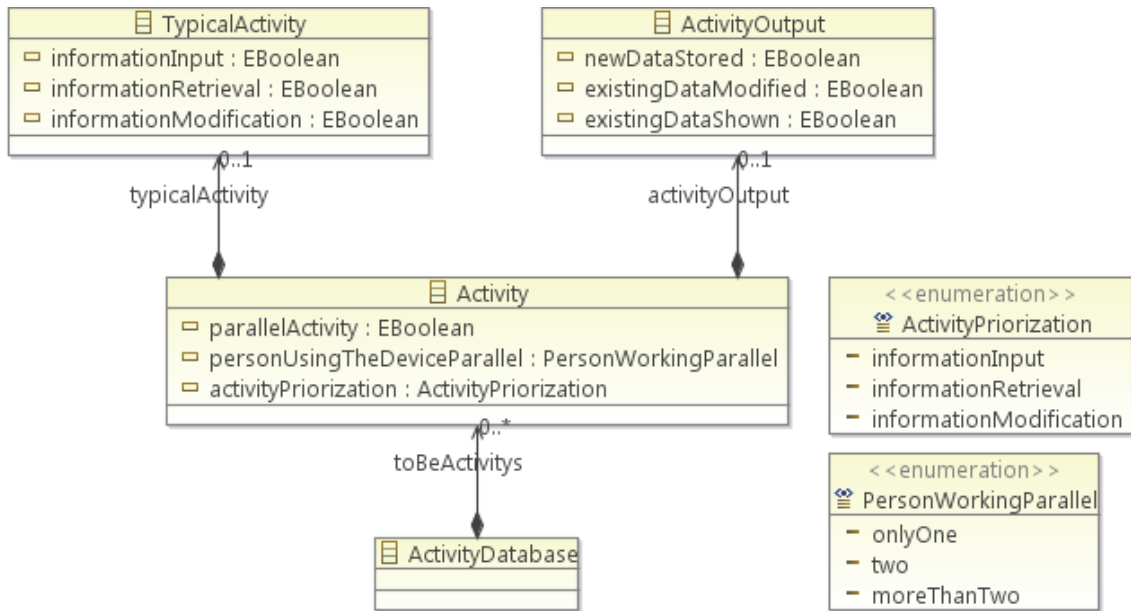 TypicalActivity
informationInput : EBoolean
informationRetrieval : EBoolean
informationModification : EBoolean
ActivityOutput
newDataStored : EBoolean
existingDataModified : EBoolean
existingDataShown : EBoolean
0..1
typicalActivity
0..1
activityOutput
Activity
parallelActivity : EBoolean
personUsingTheDeviceParallel : PersonWorkingParallel
activityPriorization : ActivityPriorization
<<enumeration>>
ActivityPriorization
informationInput
informationRetrieval
informationModification
0..*
toBeActivitys
<<enumeration>>
PersonWorkingParallel
onlyOne
two
moreThanTwo
ActivityDatabase